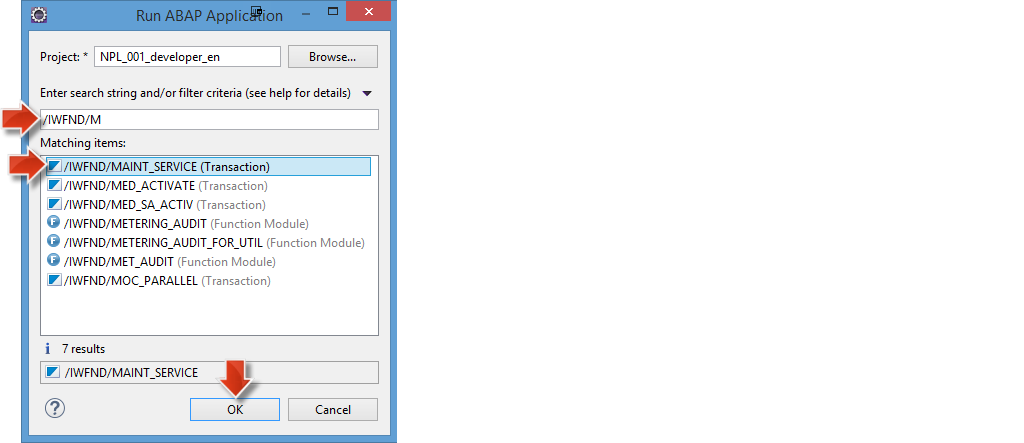 Run ABAP Application
Project: * NPL_001_developer_en Browse...
Enter search string and/or filter criteria (see help for details)
/IWFND/M
Matching items:
/IWFND/MAINT_SERVICE (Transaction)
/IWFND/MED_ACTIVATE (Transaction)
/IWFND/MED_SA_ACTIV (Transaction)
F /IWFND/METERING_AUDIT (Function Module)
F /IWFND/METERING_AUDIT_FOR_UTIL (Function Module)
F /IWFND/MET_AUDIT (Function Module)
/IWFND/MOC_PARALLEL (Transaction)
i 7 results
/IWFND/MAINT_SERVICE
? OK Cancel